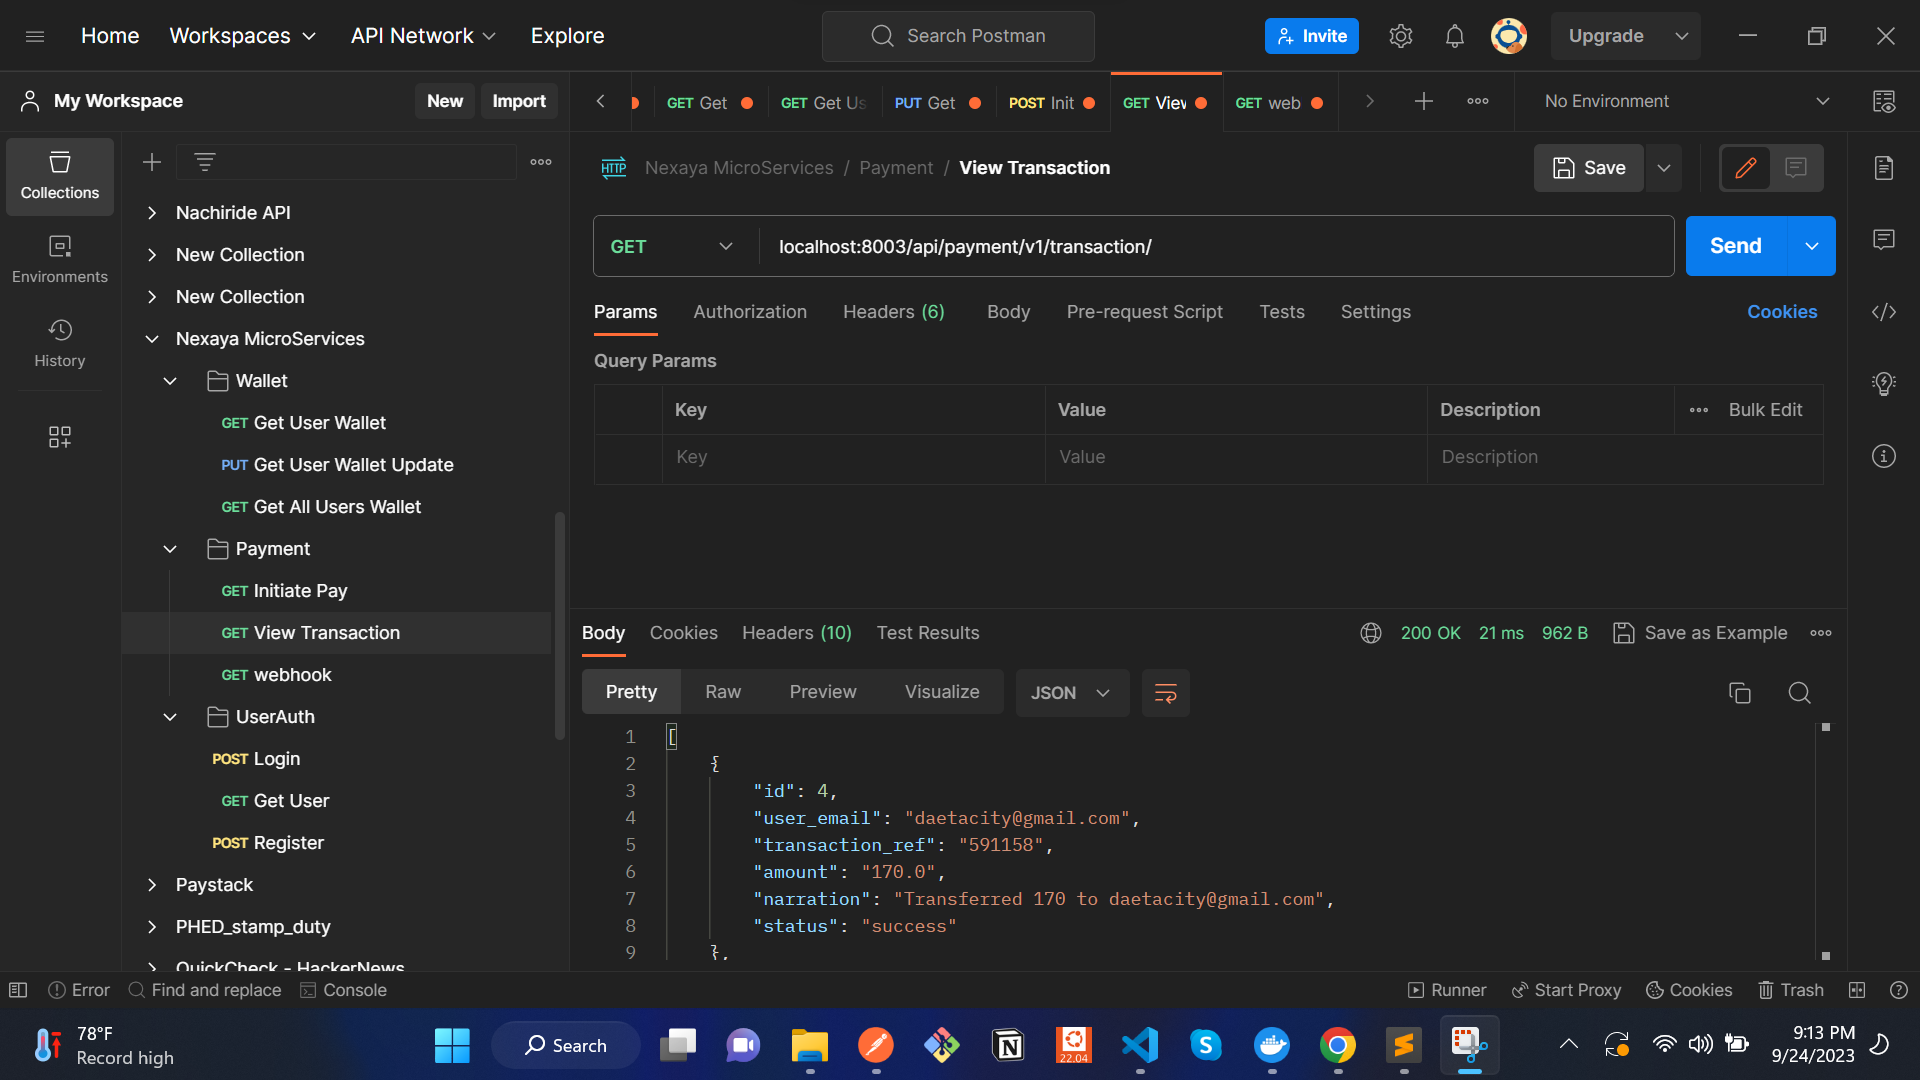 Home
Workspaces
API Network
Explore
Search Postman
Invite
Upgrade
My Workspace
New
Import
GET Get
GET Get Us
PUT Get
POST Init
GET View
GET web
No Environment
Collections
Environments
History
Nachiride API
New Collection
New Collection
Nexaya MicroServices
Wallet
GET Get User Wallet
PUT Get User Wallet Update
GET Get All Users Wallet
Payment
GET Initiate Pay
GET View Transaction
GET webhook
UserAuth
POST Login
GET Get User
POST Register
Paystack
PHED_stamp_duty
QuickCheck - HackerNews
HTTP Nexaya MicroServices / Payment / View Transaction
Save
GET
localhost:8003/api/payment/v1/transaction/
Send
Params
Authorization
Headers (6)
Body
Pre-request Script
Tests
Settings
Cookies
Query Params
Key
Value
Description
Bulk Edit
Key
Value
Description
Body
Cookies
Headers (10)
Test Results
200 OK
21 ms
962 B
Save as Example
Pretty
Raw
Preview
Visualize
JSON
1 [
2 {
3 "id": 4,
4 "user_email": "daetacity@gmail.com",
5 "transaction_ref": "591158",
6 "amount": "170.0",
7 "narration": "Transferred 170 to daetacity@gmail.com",
8 "status": "success"
9 },
Error
Find and replace
Console
Runner
Start Proxy
Cookies
Trash
78°F
Record high
Search
22.04
9:13 PM
9/24/2023